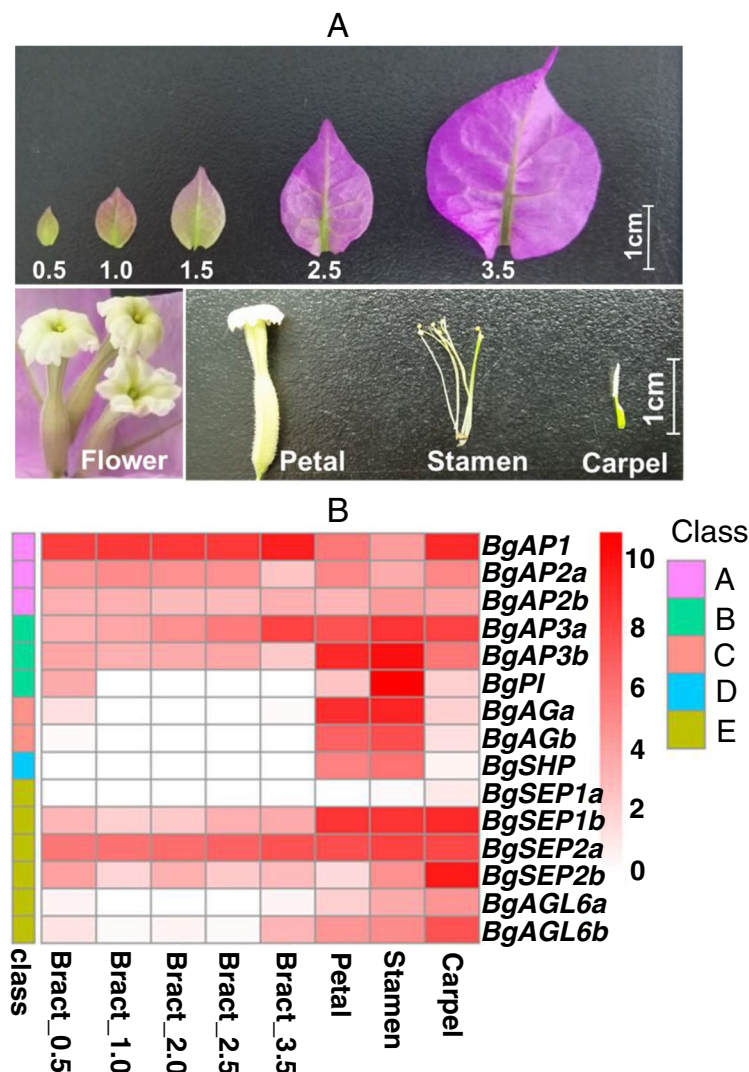 A
0.5 1.0 1.5 2.5 3.5 1cm
Flower Petal Stamen Carpel 1cm
B
Class
A
B
C
D
E
10
8
6
4
2
0
BgAP1
BgAP2a
BgAP2b
BgAP3a
BgAP3b
BgPI
BgAGa
BgAGb
BgSHP
BgSEP1a
BgSEP1b
BgSEP2a
BgSEP2b
BgAGL6a
BgAGL6b
class
Bract_0.5
Bract_1.0
Bract_2.0
Bract_2.5
Bract_3.5
Petal
Stamen
Carpel